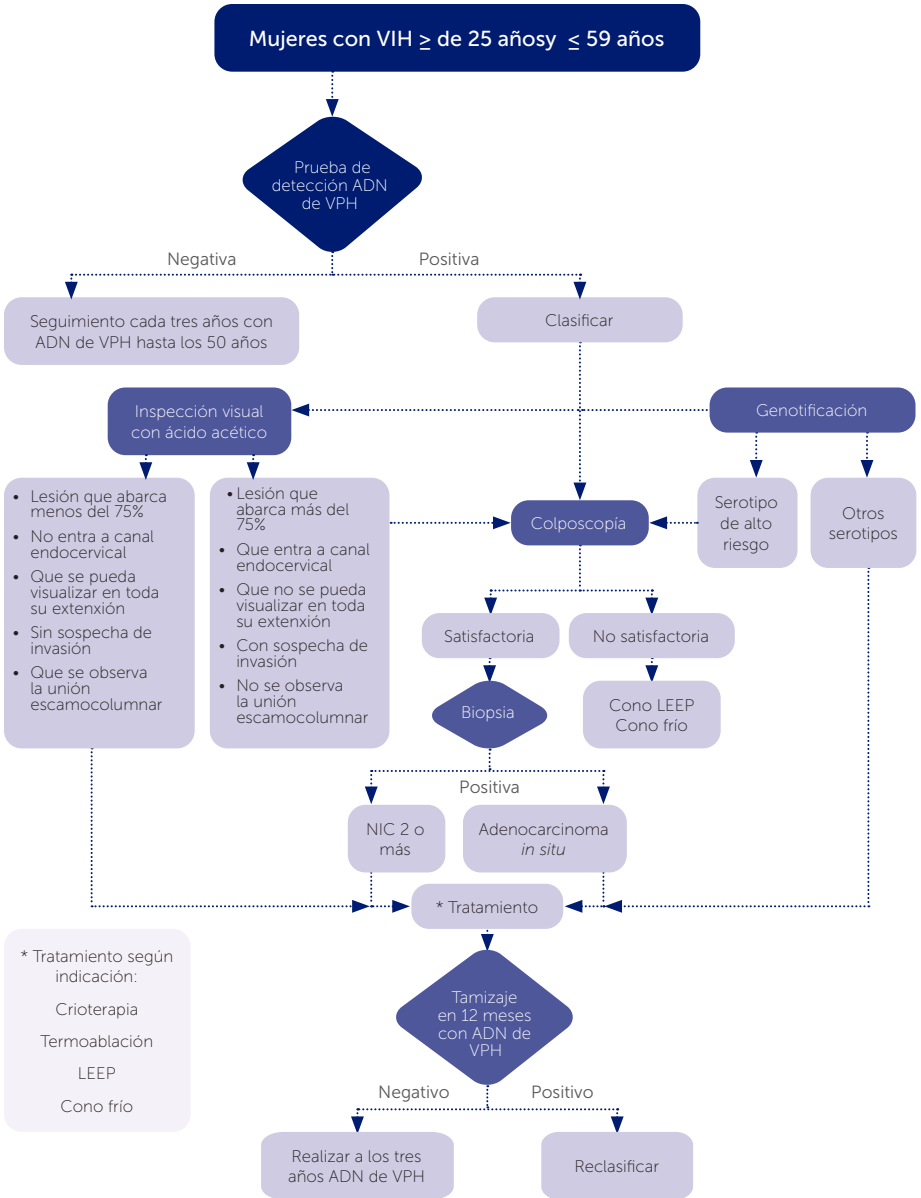 Mujeres con VIH ≥ de 25 añosy ≤ 59 años
Prueba de
detección ADN
de VPH
Negativa
Positiva
Seguimiento cada tres años con
ADN de VPH hasta los 50 años
Clasificar
Inspección visual
con ácido acético
Genotificación
• Lesión que abarca
menos del 75%
• No entra a canal
endocervical
• Que se pueda
visualizar en toda
su extenxión
• Sin sospecha de
invasión
• Que se observa
la unión
escamocolumnar
• Lesión que
abarca más del
75%
• Que entra a canal
endocervical
• Que no se pueda
visualizar en toda
su extenxión
• Con sospecha de
invasión
• No se observa
la unión
escamocolumnar
Colposcopía
Serotipo
de alto
riesgo
Otros
serotipos
Satisfactoria
No satisfactoria
Biopsia
Cono LEEP
Cono frío
Positiva
NIC 2 o
más
Adenocarcinoma
in situ
* Tratamiento
* Tratamiento según
indicación:
Crioterapia
Termoablación
LEEP
Cono frío
Tamizaje
en 12 meses
con ADN de
VPH
Negativo
Positivo
Realizar a los tres
años ADN de VPH
Reclasificar